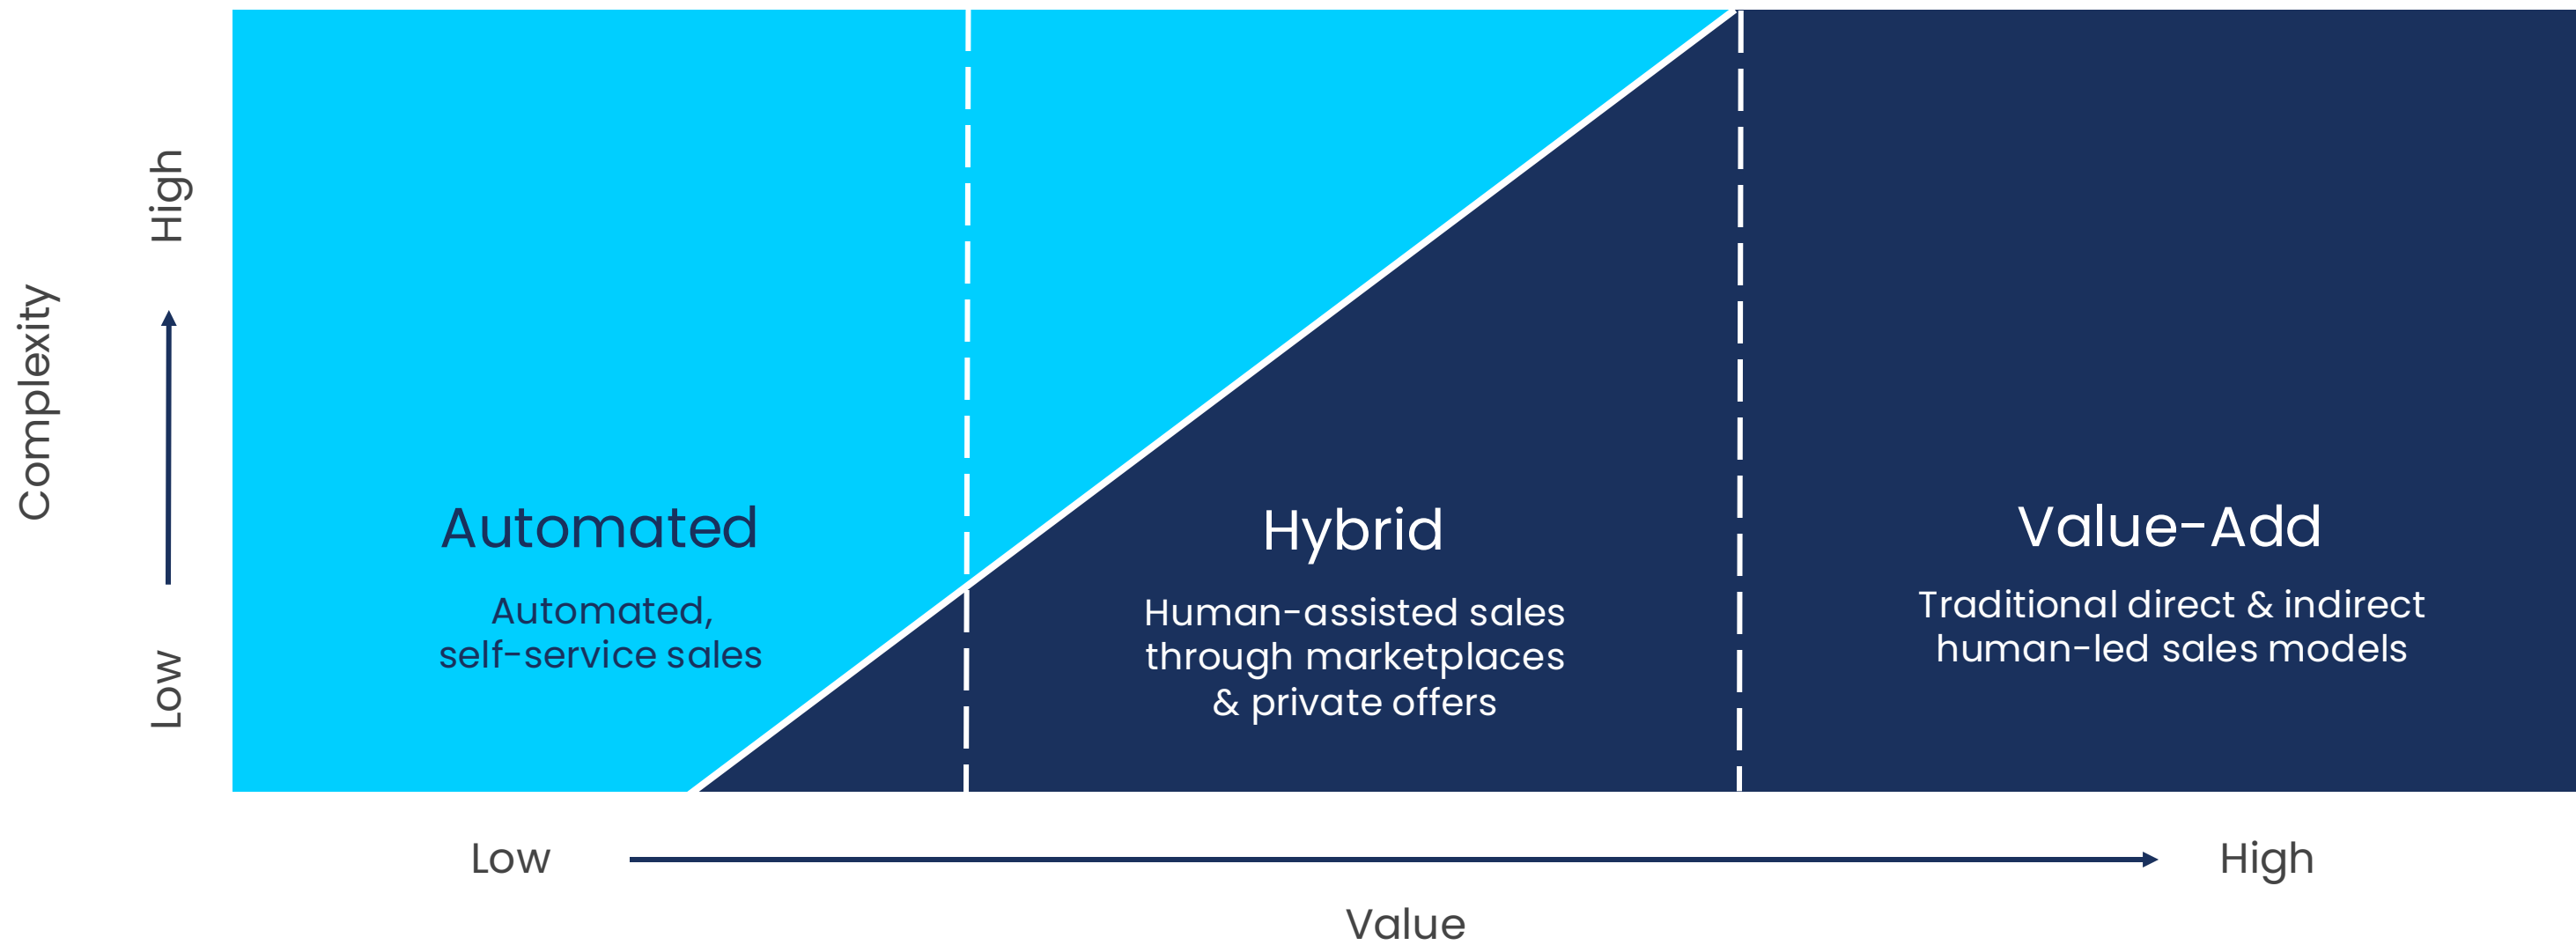 Complexity
High
Low
Automated
Automated,
self-service sales
Hybrid
Human-assisted sales
through marketplaces
& private offers
Value-Add
Traditional direct & indirect
human-led sales models
Low
High
Value